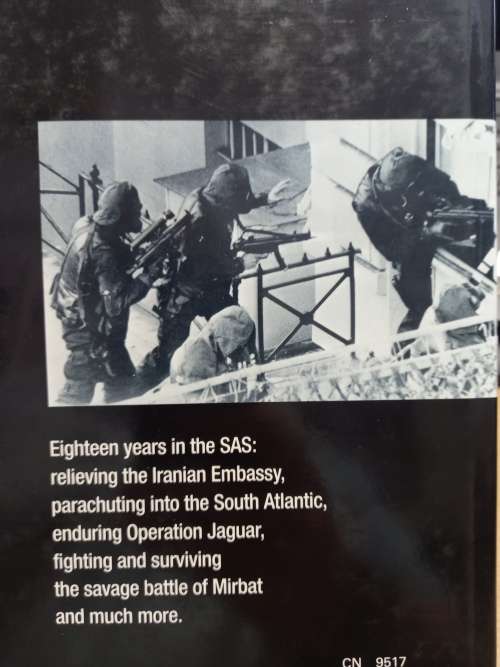 Eighteen years in the SAS:
relieving the Iranian Embassy,
parachuting into the South Atlantic,
enduring Operation Jaguar,
fighting and surviving
the savage battle of Mirbat
and much more.
CN 9517